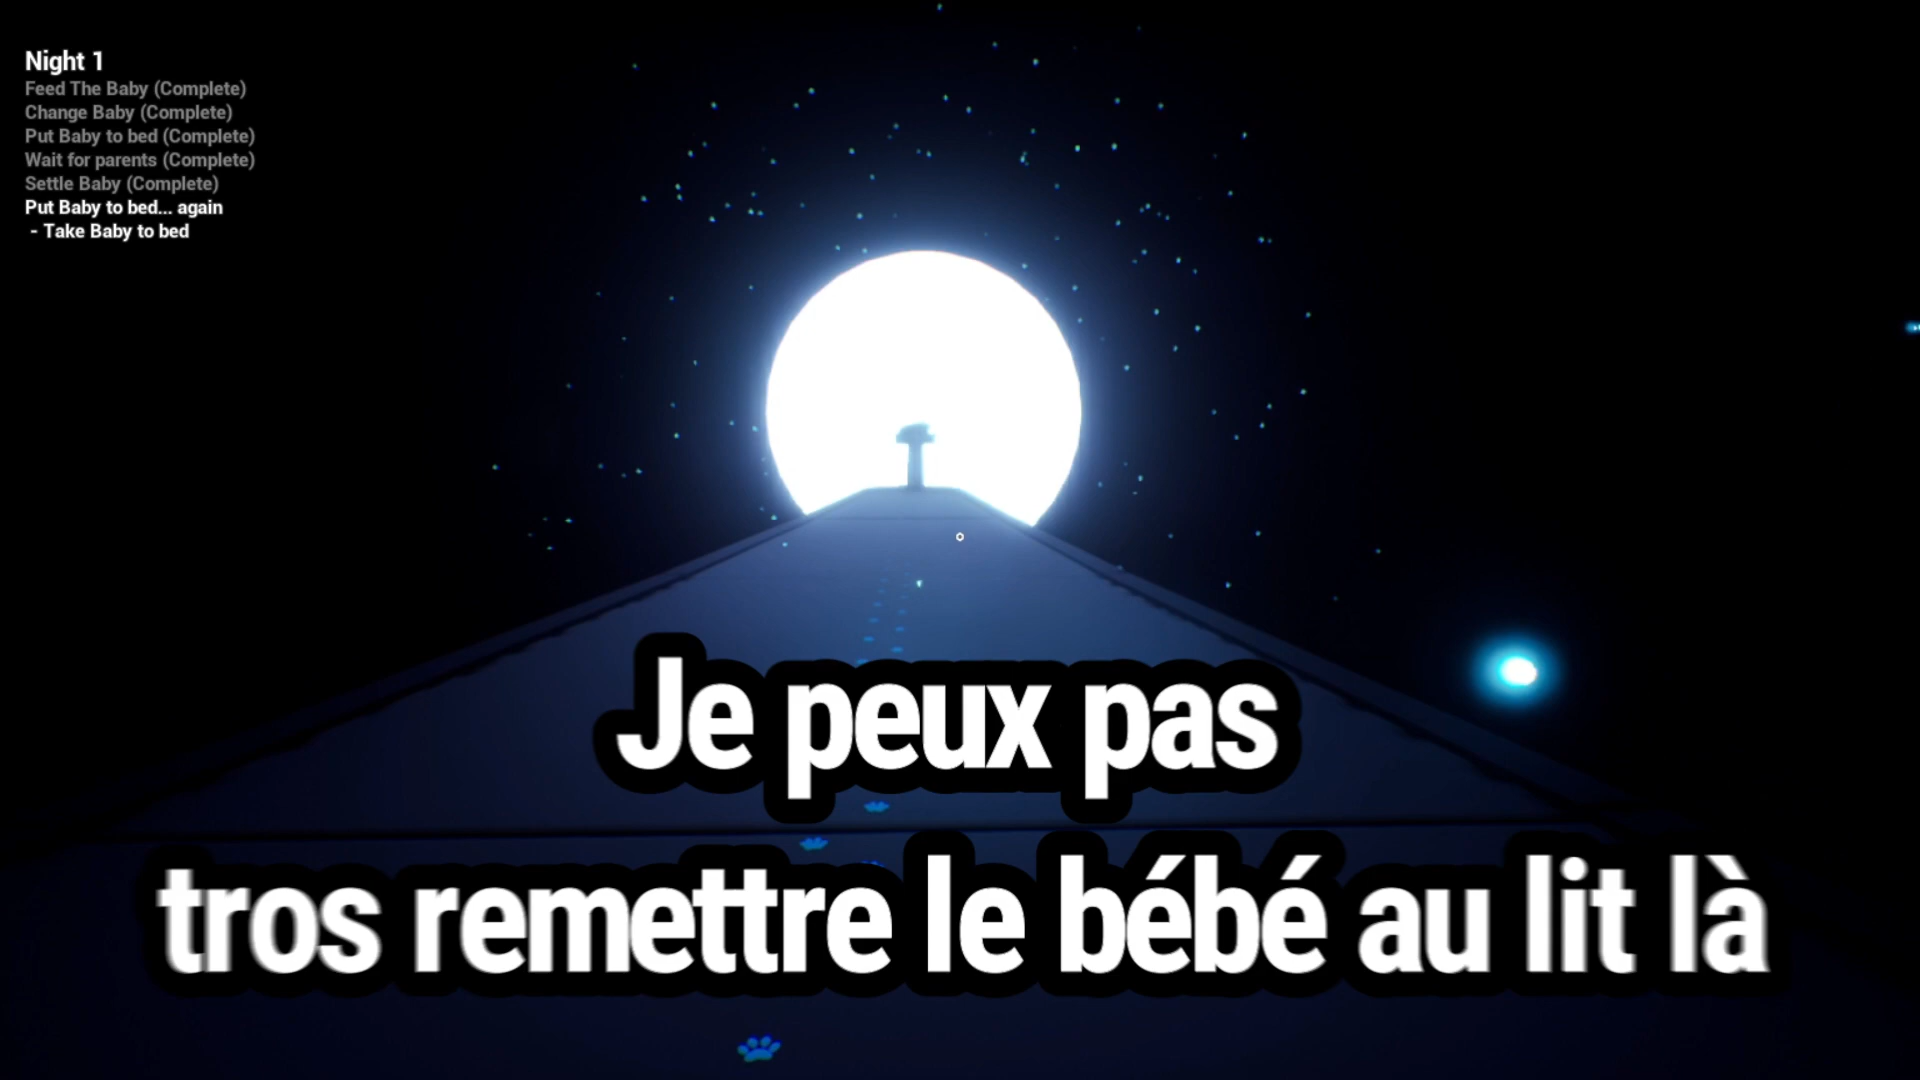 Night 1
Feed The Baby (Complete)
Change Baby (Complete)
Put Baby to bed (Complete)
Wait for parents (Complete)
Settle Baby (Complete)
Put Baby to bed... again
- Take Baby to bed
Je peux pas
tros remettre le bébé au lit là